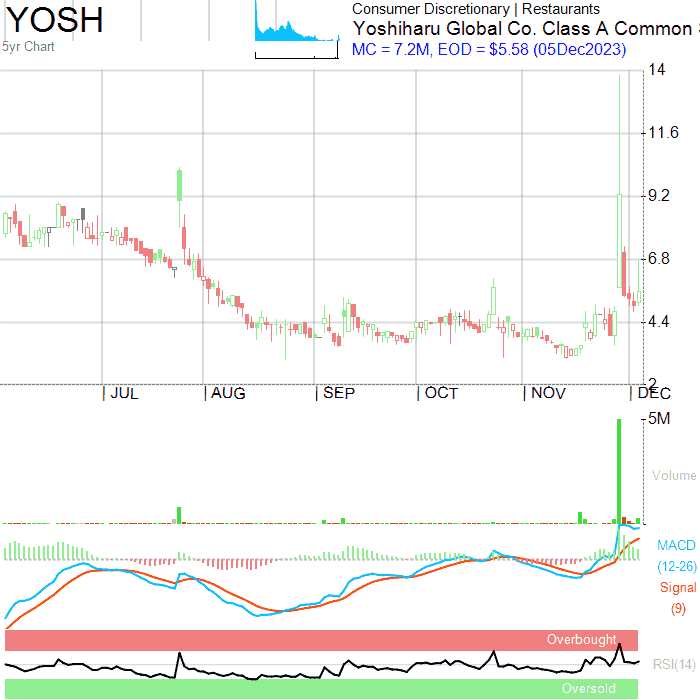 YOSH
5yr Chart
Consumer Discretionary | Restaurants
Yoshiharu Global Co. Class A Common
MC = 7.2M, EOD = $5.58 (05Dec2023)
14
11.6
9.2
6.8
4.4
2
JUL AUG SEP OCT NOV DEC
5M
Volume
MACD
(12-26)
Signal
(9)
Overbought
RSI(14)
Oversold